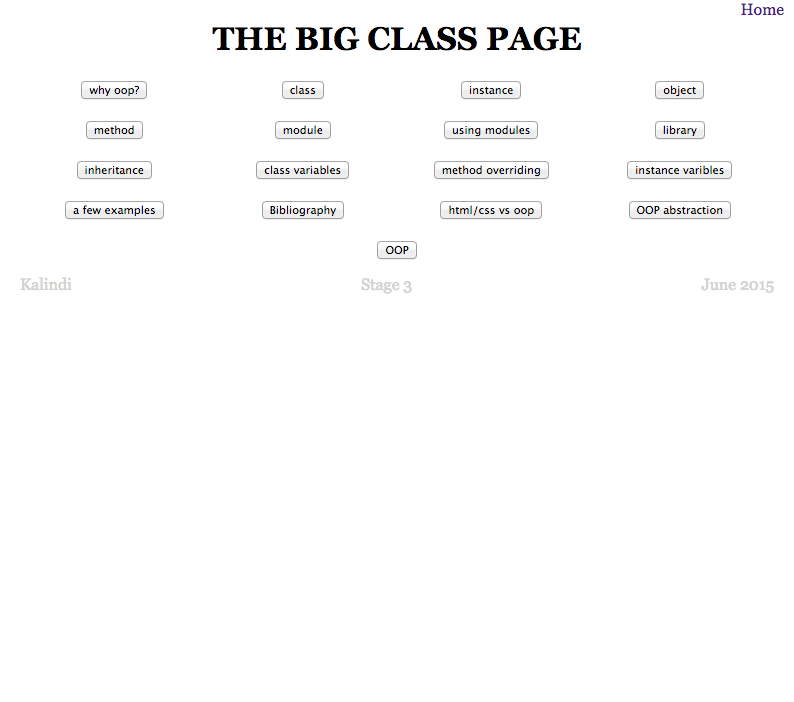 Home
THE BIG CLASS PAGE
why oop? class instance object
method module using modules library
inheritance class variables method overriding instance varibles
a few examples Bibliography html/css vs oop OOP abstraction
OOP
Kalindi Stage 3 June 2015